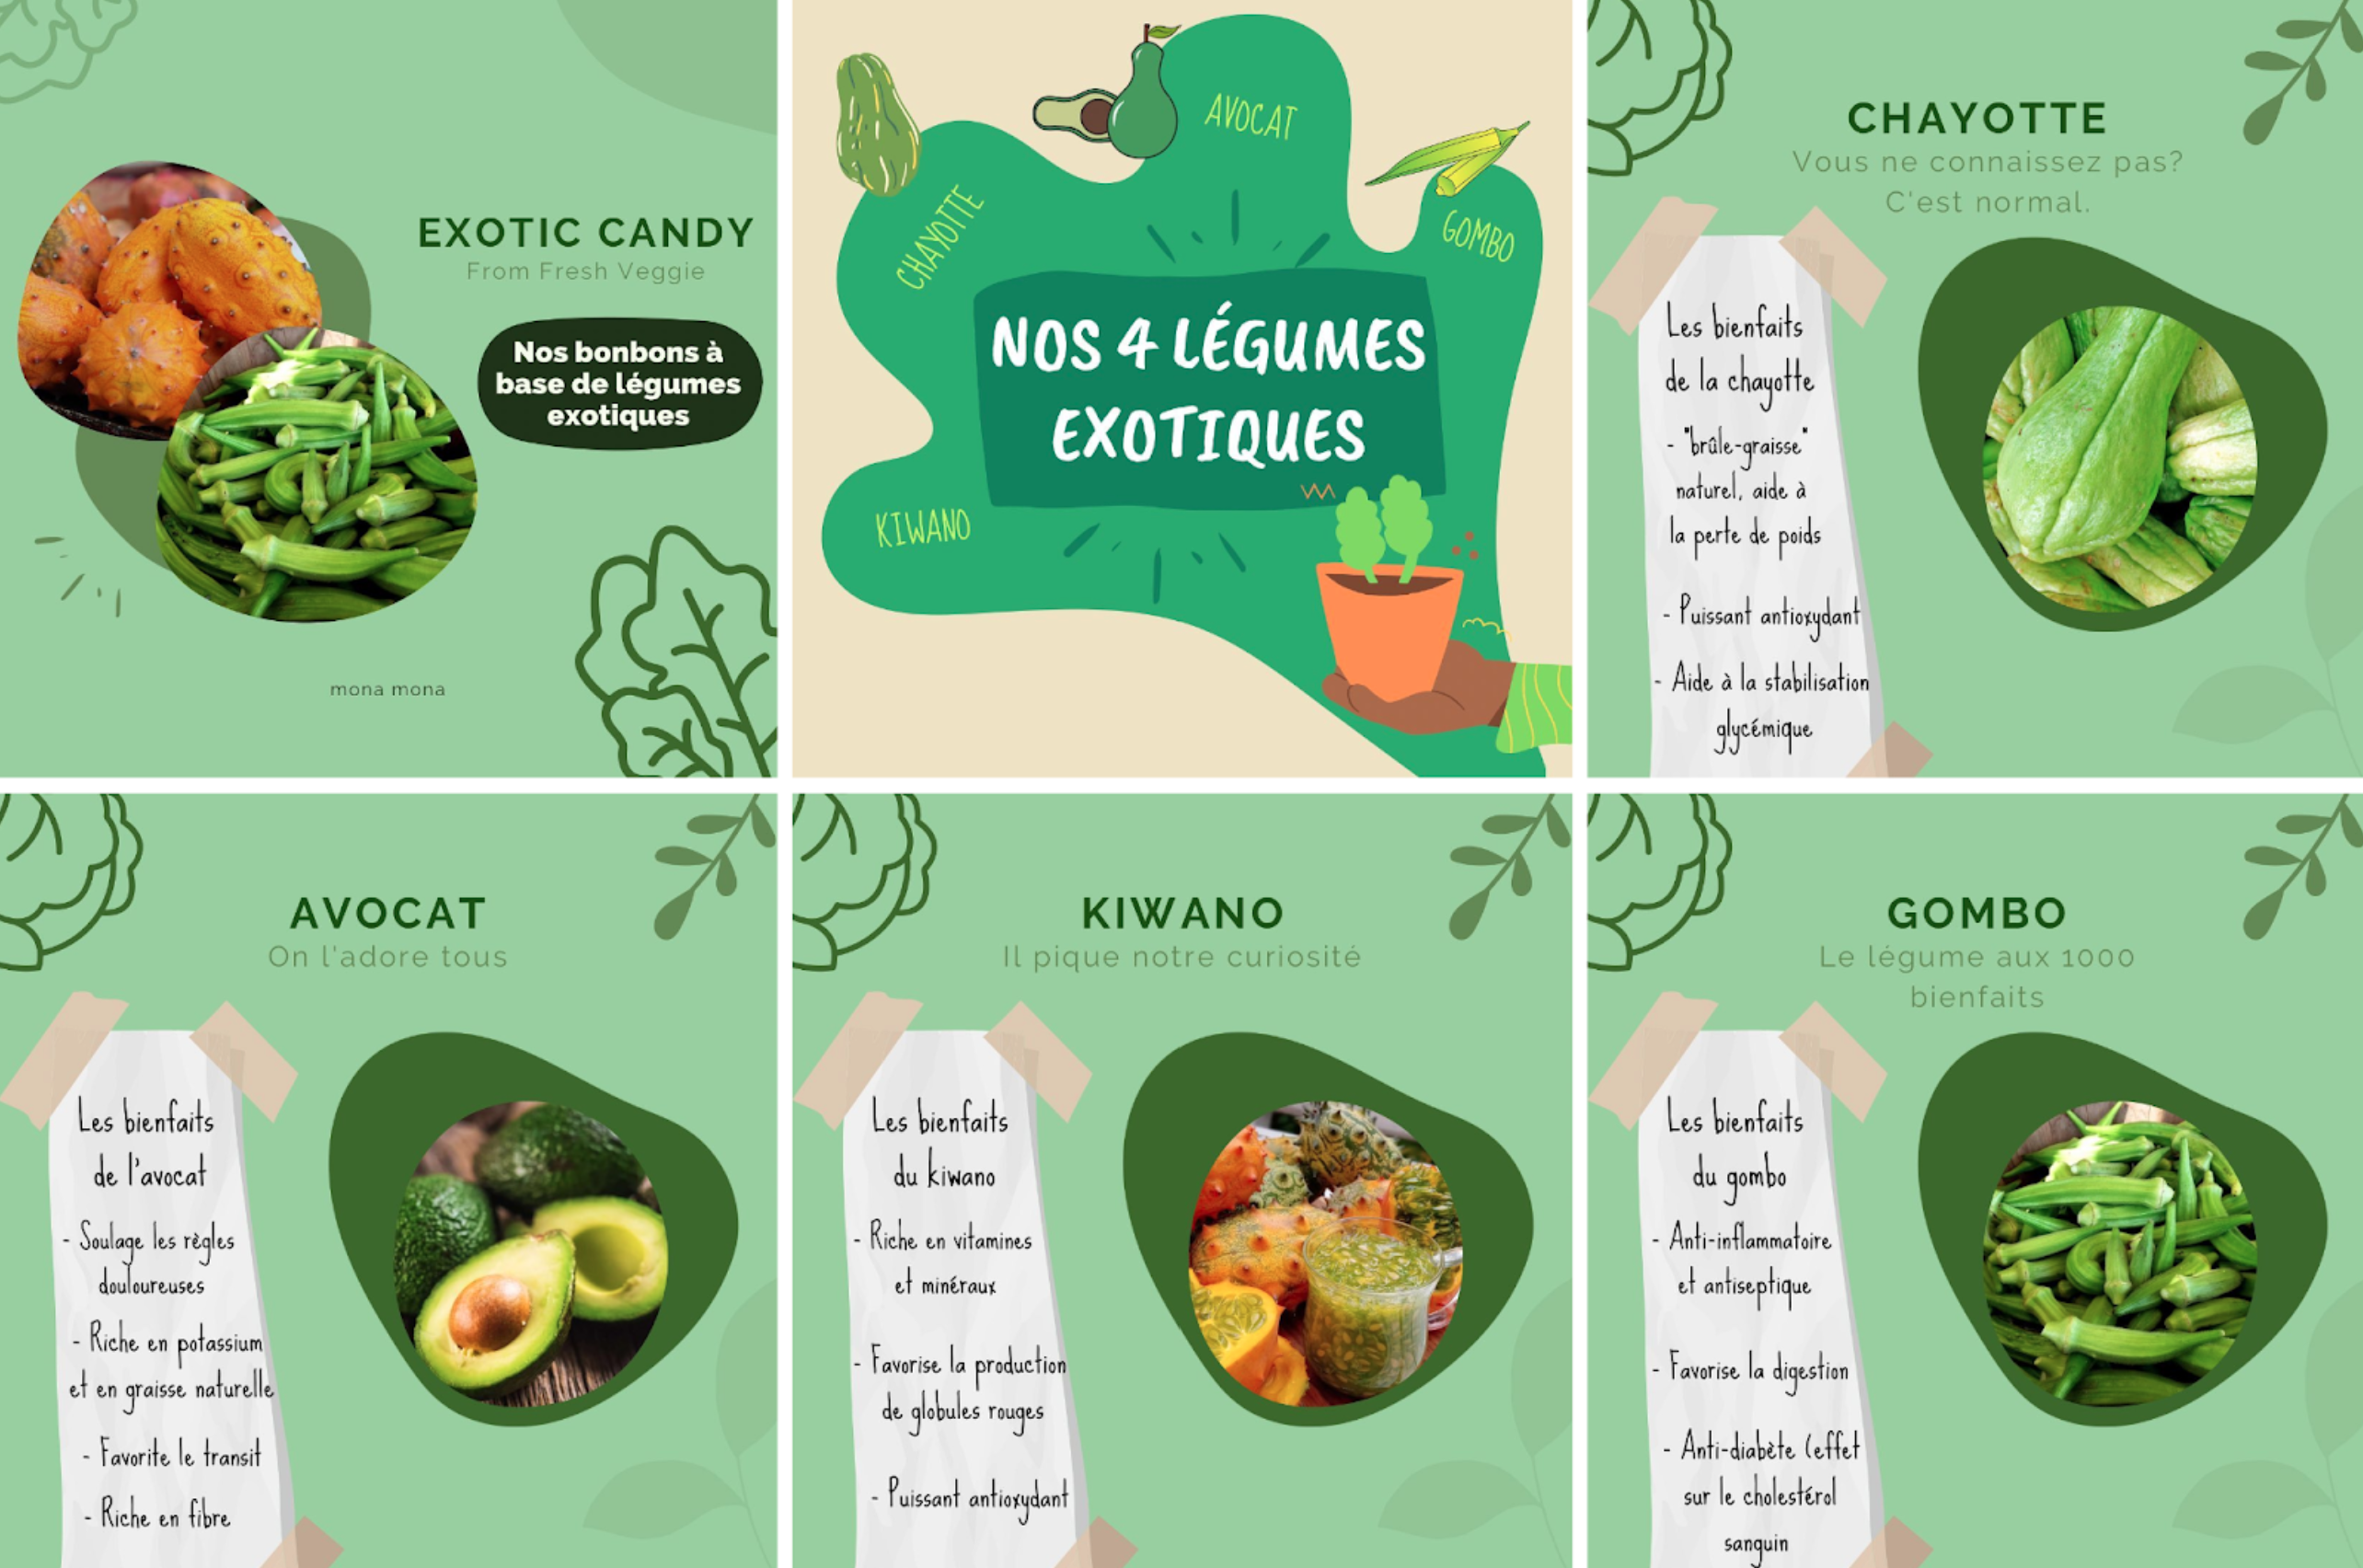 EXOTIC CANDY
From Fresh Veggie
Nos bonbons à
base de légumes
exotiques
mona mona
AVOCAT
CHAYOTTE
GOMBO
NOS 4 LÉGUMES
EXOTIQUES
KIWANO
CHAYOTTE
Vous ne connaissez pas?
C'est normal.
Les bienfaits
de la chayotte
- "brûle-graisse"
naturel, aide à
la perte de poids
- Puissant antioxydant
- Aide à la stabilisation
glycémique
AVOCAT
On l'adore tous
Les bienfaits
de l'avocat
- Soulage les règles
douloureuses
- Riche en potassium
et en graisse naturelle
- Favorite le transit
- Riche en fibre
KIWANO
Il pique notre curiosité
Les bienfaits
du kiwano
- Riche en vitamines
et minéraux
- Favorise la production
de globules rouges
- Puissant antioxydant
GOMBO
Le légume aux 1000
bienfaits
Les bienfaits
du gombo
- Anti-inflammatoire
et antiseptique
- Favorise la digestion
- Anti-diabète (effet
sur le cholestérol
sanguin